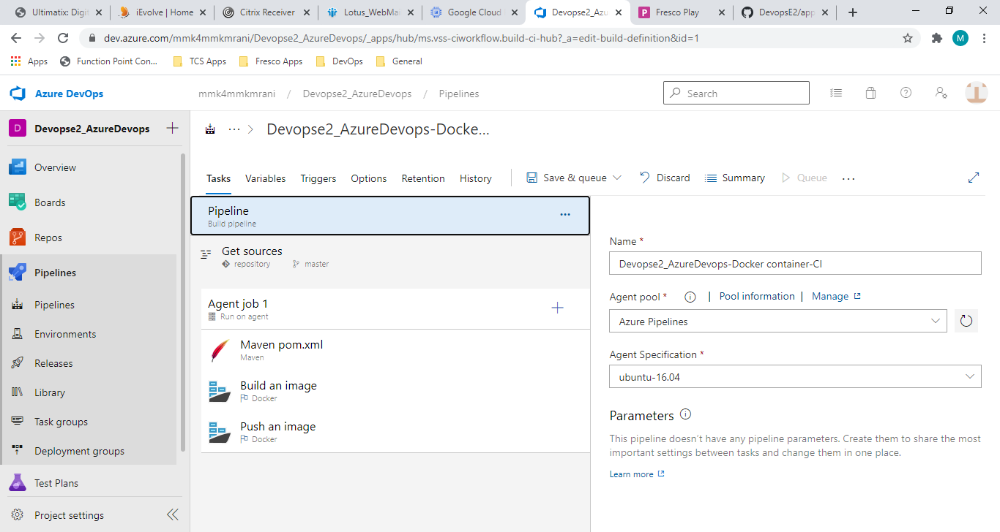 Ultimatix: Digit
iEvolve | Home
Citrix Receiver
Lotus_WebMai
Google Cloud
Devopse2_Azu
Fresco Play
DevopsE2/app
dev.azure.com/mmk4mmkmrani/Devopse2_AzureDevops/_apps/hub/ms.vss-ciworkflow.build-ci-hub?_a=edit-build-definition&id=1
M
Apps
Function Point Con...
TCS Apps
Fresco Apps
DevOps
General
Azure DevOps
mmk4mmkmrani / Devopse2_AzureDevops / Pipelines
Search
D
Devopse2_AzureDevops
Overview
Boards
Repos
Pipelines
Pipelines
Environments
Releases
Library
Task groups
Deployment groups
Test Plans
Project settings
··· > Devopse2_AzureDevops-Docke...
Tasks
Variables
Triggers
Options
Retention
History
Save & queue
Discard
Summary
Queue
...
Pipeline
Build pipeline
...
Get sources
repository
master
Agent job 1
Run on agent
Maven pom.xml
Maven
Build an image
Docker
Push an image
Docker
Name *
Devopse2_AzureDevops-Docker container-CI
Agent pool * | Pool information | Manage
Azure Pipelines
Agent Specification *
ubuntu-16.04
Parameters
This pipeline doesn't have any pipeline parameters. Create them to share the most
important settings between tasks and change them in one place.
Learn more